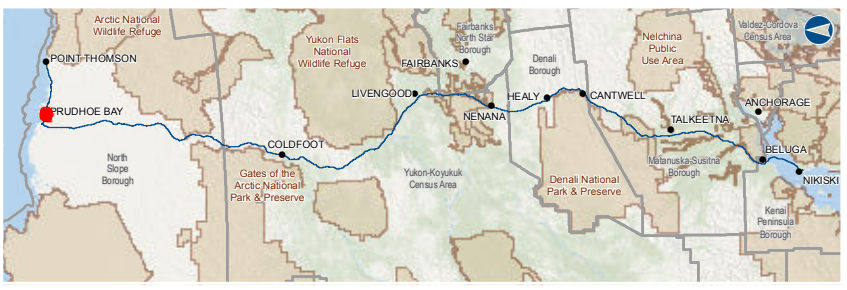 Arctic National
Wildlife Refuge
POINT THOMSON
PRUDHOE BAY
North
Slope
Borough
COLDFOOT
Gates of the
Arctic National
Park & Preserve
Yukon Flats
National
Wildlife Refuge
LIVENGOOD
Yukon-Koyukuk
Census Area
Fairbanks
North Star
Borough
FAIRBANKS
NENANA
Denali
Borough
HEALY
CANTWELL
Denali National
Park & Preserve
Nelchina
Public
Use Area
TALKEETNA
Matanuska-Susitna
Borough
Valdez-Cordova
Census Area
ANCHORAGE
BELUGA
NIKISKI
Kenai
Peninsula
Borough